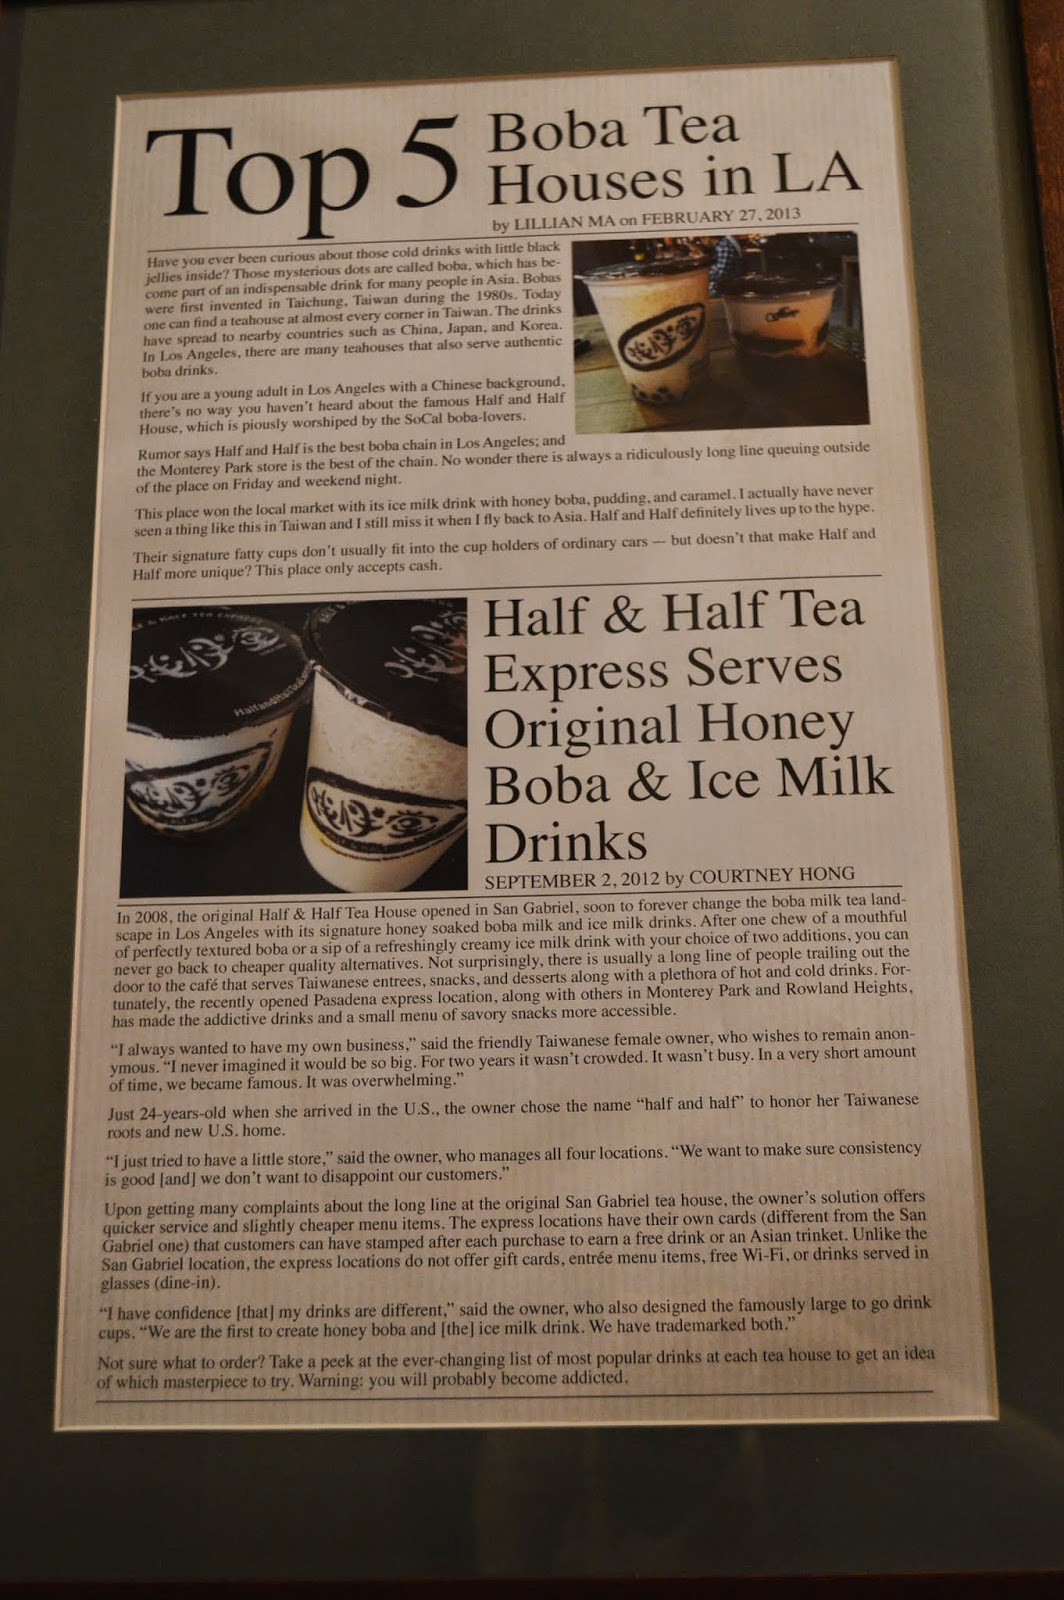 Top 5
Boba Tea
Houses in LA
by LILLIAN MA on FEBRUARY 27, 2013
Have you ever been curious about those cold drinks with little black
jellies inside? Those mysterious dots are called boba, which has be-
come part of an indispensable drink for many people in Asia. Bobas
were first invented in Taichung, Taiwan during the 1980s. Today
one can find a teahouse at almost every corner in Taiwan. The drinks
have spread to nearby countries such as China, Japan, and Korea.
In Los Angeles, there are many teahouses that also serve authentic
boba drinks.
If you are a young adult in Los Angeles with a Chinese background,
there's no way you haven't heard about the famous Half and Half
House, which is piously worshiped by the SoCal boba-lovers.
Rumor says Half and Half is the best boba chain in Los Angeles; and
the Monterey Park store is the best of the chain. No wonder there is always a ridiculously long line queuing outside
of the place on Friday and weekend night.
This place won the local market with its ice milk drink with honey boba, pudding, and caramel. I actually have never
seen a thing like this in Taiwan and I still miss it when I fly back to Asia. Half and Half definitely lives up to the hype.
Their signature fatty cups don't usually fit into the cup holders of ordinary cars — but doesn't that make Half and
Half more unique? This place only accepts cash.
Half & Half Tea
Express Serves
Original Honey
Boba & Ice Milk
Drinks
SEPTEMBER 2, 2012 by COURTNEY HONG
In 2008, the original Half & Half Tea House opened in San Gabriel, soon to forever change the boba milk tea land-
scape in Los Angeles with its signature honey soaked boba milk and ice milk drinks. After one chew of a mouthful
of perfectly textured boba or a sip of a refreshingly creamy ice milk drink with your choice of two additions, you can
never go back to cheaper quality alternatives. Not surprisingly, there is usually a long line of people trailing out the
door to the café that serves Taiwanese entrees, snacks, and desserts along with a plethora of hot and cold drinks. For-
tunately, the recently opened Pasadena express location, along with others in Monterey Park and Rowland Heights,
has made the addictive drinks and a small menu of savory snacks more accessible.
"I always wanted to have my own business," said the friendly Taiwanese female owner, who wishes to remain anon-
ymous. "I never imagined it would be so big. For two years it wasn't crowded. It wasn't busy. In a very short amount
of time, we became famous. It was overwhelming."
Just 24-years-old when she arrived in the U.S., the owner chose the name "half and half" to honor her Taiwanese
roots and new U.S. home.
"I just tried to have a little store," said the owner, who manages all four locations. "We want to make sure consistency
is good [and] we don't want to disappoint our customers."
Upon getting many complaints about the long line at the original San Gabriel tea house, the owner's solution offers
quicker service and slightly cheaper menu items. The express locations have their own cards (different from the San
Gabriel one) that customers can have stamped after each purchase to earn a free drink or an Asian trinket. Unlike the
San Gabriel location, the express locations do not offer gift cards, entrée menu items, free Wi-Fi, or drinks served in
glasses (dine-in).
"I have confidence [that] my drinks are different," said the owner, who also designed the famously large to go drink
cups. "We are the first to create honey boba and [the] ice milk drink. We have trademarked both."
Not sure what to order? Take a peek at the ever-changing list of most popular drinks at each tea house to get an idea
of which masterpiece to try. Warning: you will probably become addicted.